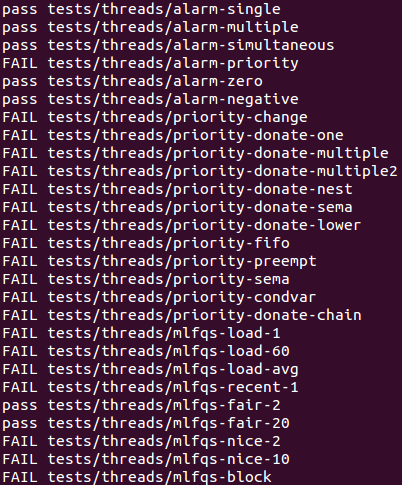 pass tests/threads/alarm-single
pass tests/threads/alarm-multiple
pass tests/threads/alarm-simultaneous
FAIL tests/threads/alarm-priority
pass tests/threads/alarm-zero
pass tests/threads/alarm-negative
FAIL tests/threads/priority-change
FAIL tests/threads/priority-donate-one
FAIL tests/threads/priority-donate-multiple
FAIL tests/threads/priority-donate-multiple2
FAIL tests/threads/priority-donate-nest
FAIL tests/threads/priority-donate-sema
FAIL tests/threads/priority-donate-lower
FAIL tests/threads/priority-fifo
FAIL tests/threads/priority-preempt
FAIL tests/threads/priority-sema
FAIL tests/threads/priority-condvar
FAIL tests/threads/priority-donate-chain
FAIL tests/threads/mlfqs-load-1
FAIL tests/threads/mlfqs-load-60
FAIL tests/threads/mlfqs-load-avg
FAIL tests/threads/mlfqs-recent-1
pass tests/threads/mlfqs-fair-2
pass tests/threads/mlfqs-fair-20
FAIL tests/threads/mlfqs-nice-2
FAIL tests/threads/mlfqs-nice-10
FAIL tests/threads/mlfqs-block